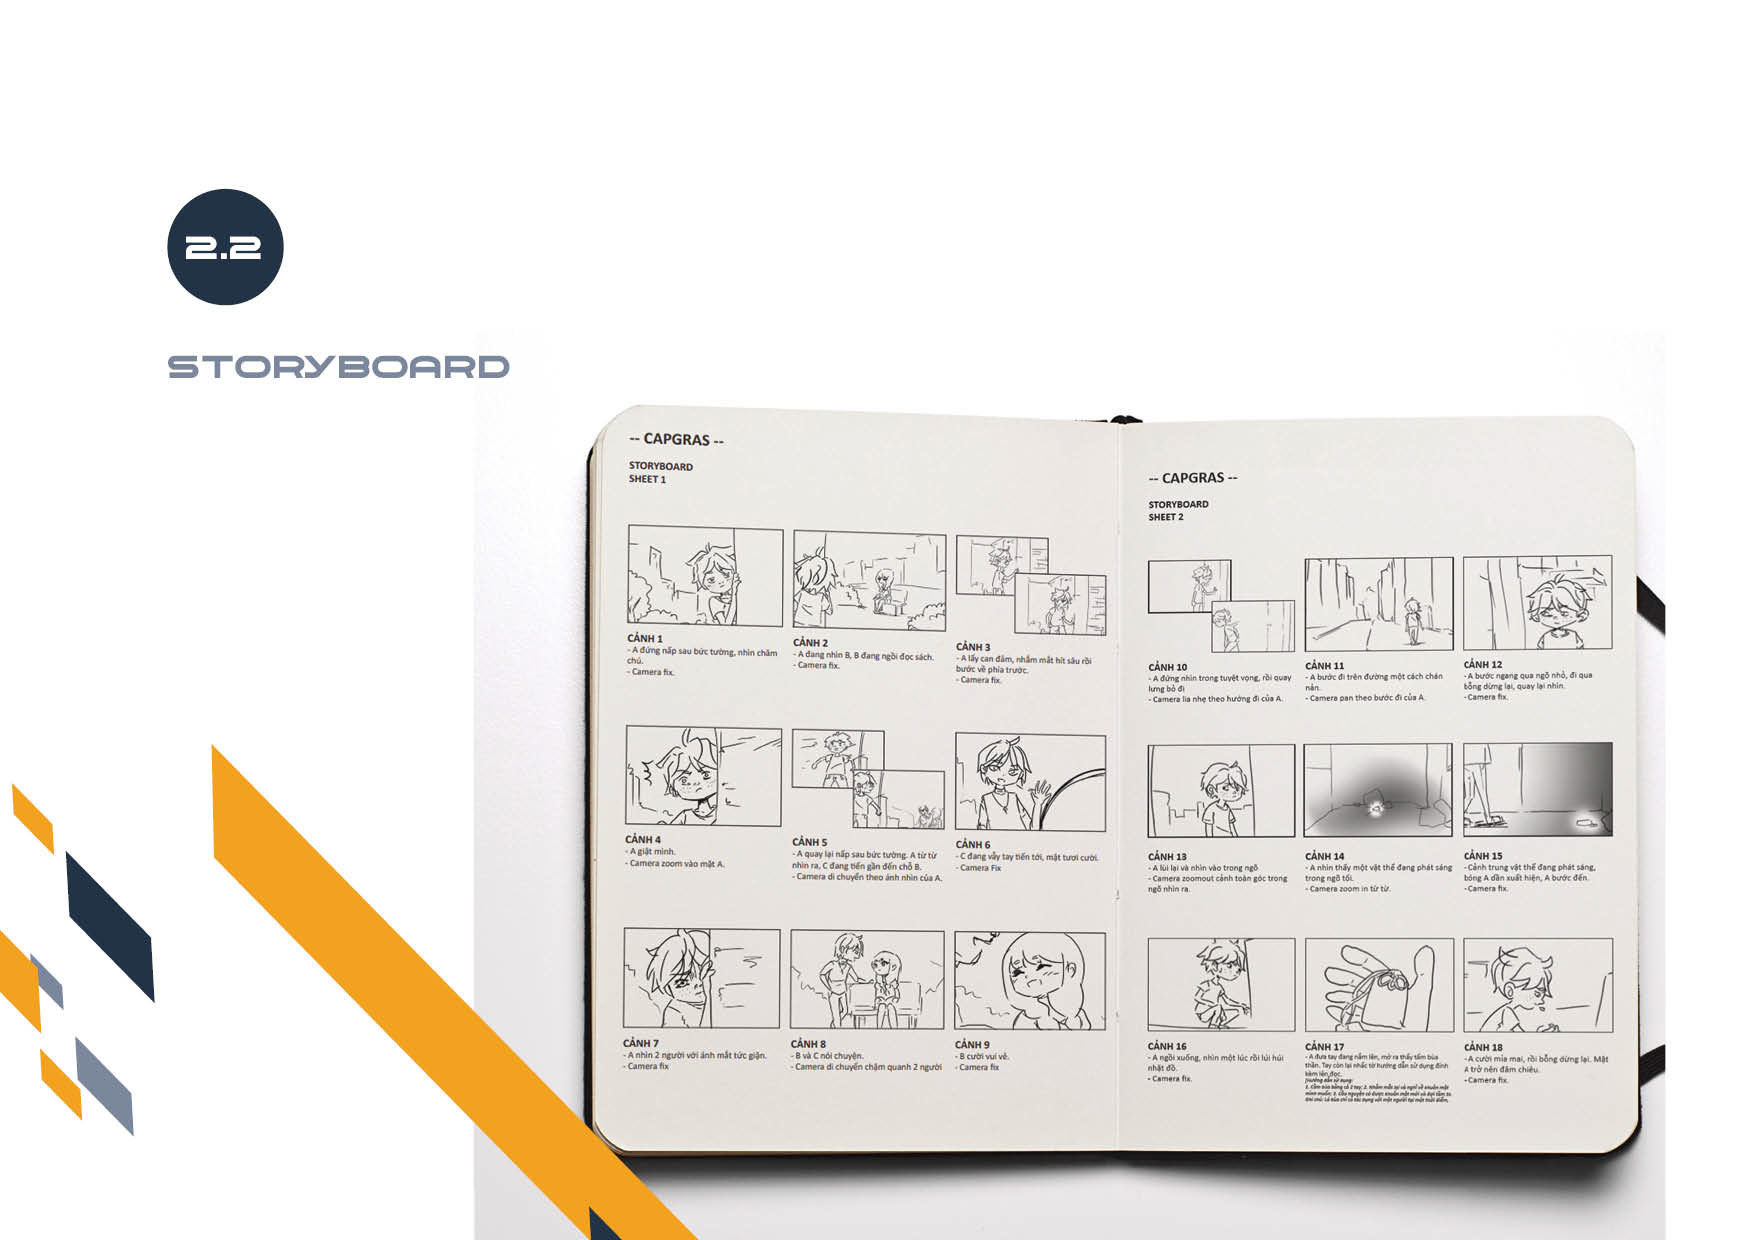 2.2
STORYBOARD
-- CAPGRAS --
STORYBOARD
SHEET 1
CẢNH 1
- A đứng nấp sau bức tường, nhìn chăm
chú.
- Camera fix.
CẢNH 2
- A đang nhìn B, B đang ngồi đọc sách.
- Camera fix.
CẢNH 3
- A lấy can đảm, nhắm mắt hít sâu rồi
bước về phía trước.
- Camera fix.
CẢNH 4
- A giật mình.
- Camera zoom vào mặt A.
CẢNH 5
- A quay lại nấp sau bức tường. A từ từ
nhìn ra, C đang tiến gần đến chỗ B.
- Camera di chuyển theo ánh nhìn của A.
CẢNH 6
- C đang vẫy tay tiến tới, mặt tươi cười.
- Camera Fix
CẢNH 7
- A nhìn 2 người với ánh mắt tức giận.
- Camera fix
CẢNH 8
- B và C nói chuyện.
- Camera di chuyển chậm quanh 2 người
CẢNH 9
- B cười vui vẻ.
- Camera fix
-- CAPGRAS --
STORYBOARD
SHEET 2
CẢNH 10
- A đứng nhìn trong tuyệt vọng, rồi quay
lưng bỏ đi
- Camera lia nhẹ theo hướng đi của A.
CẢNH 11
- A bước đi trên đường một cách chán
nản.
- Camera pan theo bước đi của A.
CẢNH 12
- A bước ngang qua ngõ nhỏ, đi qua
bỗng dừng lại, quay lại nhìn.
- Camera fix.
CẢNH 13
- A lùi lại và nhìn vào trong ngõ
- Camera zoomout cảnh toàn góc trong
ngõ nhìn ra.
CẢNH 14
- A nhìn thấy một vật thể đang phát sáng
trong ngõ tối.
- Camera zoom in từ từ.
CẢNH 15
- Cảnh trung vật thể đang phát sáng,
bóng A dần xuất hiện, A bước đến.
- Camera fix.
CẢNH 16
- A ngồi xuống, nhìn một lúc rồi lúi húi
nhặt đồ.
- Camera fix.
CẢNH 17
- A đưa tay đang nắm lên, mở ra thấy tấm bùa
thần. Tay còn lại nhấc tờ hướng dẫn sử dụng đính
kèm lên đọc.
Hướng dẫn sử dụng:
CẢNH 18
- A cười mỉa mai, rồi bỗng dừng lại. Mặt
A trở nên đăm chiêu.
- Camera fix.